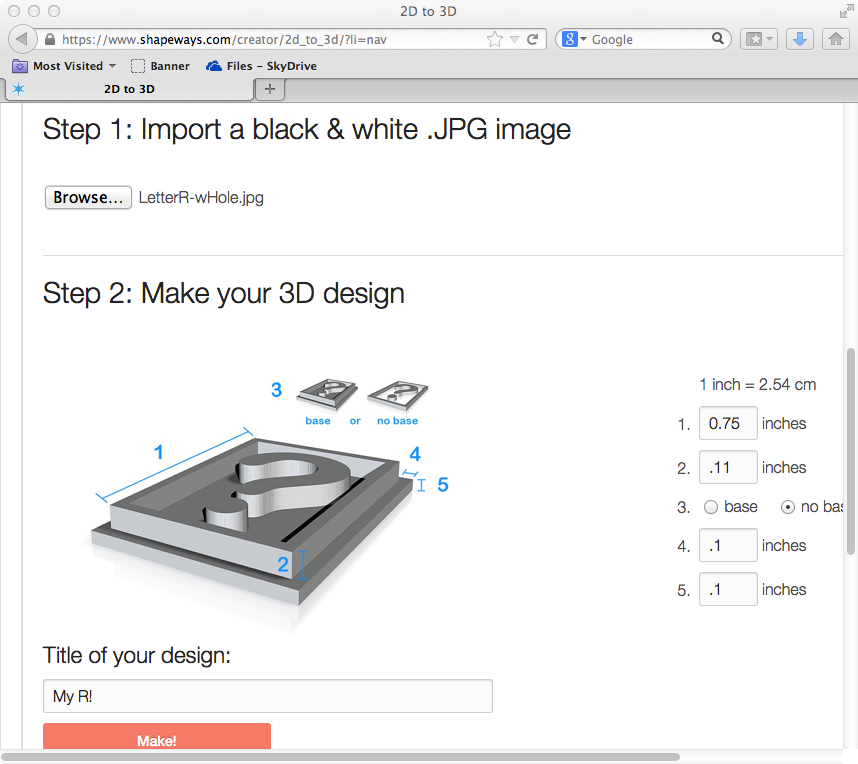 2D to 3D
https://www.shapeways.com/creator/2d_to_3d/?li=nav
8
Google
Most Visited
Banner
Files - SkyDrive
2D to 3D
+
Step 1: Import a black & white .JPG image
Browse... LetterR-wHole.jpg
Step 2: Make your 3D design
3
base or no base
1
4
5
2
1 inch = 2.54 cm
1. 0.75 inches
2. .11 inches
3. base no bas
4. .1 inches
5. .1 inches
Title of your design:
My R!
Make!